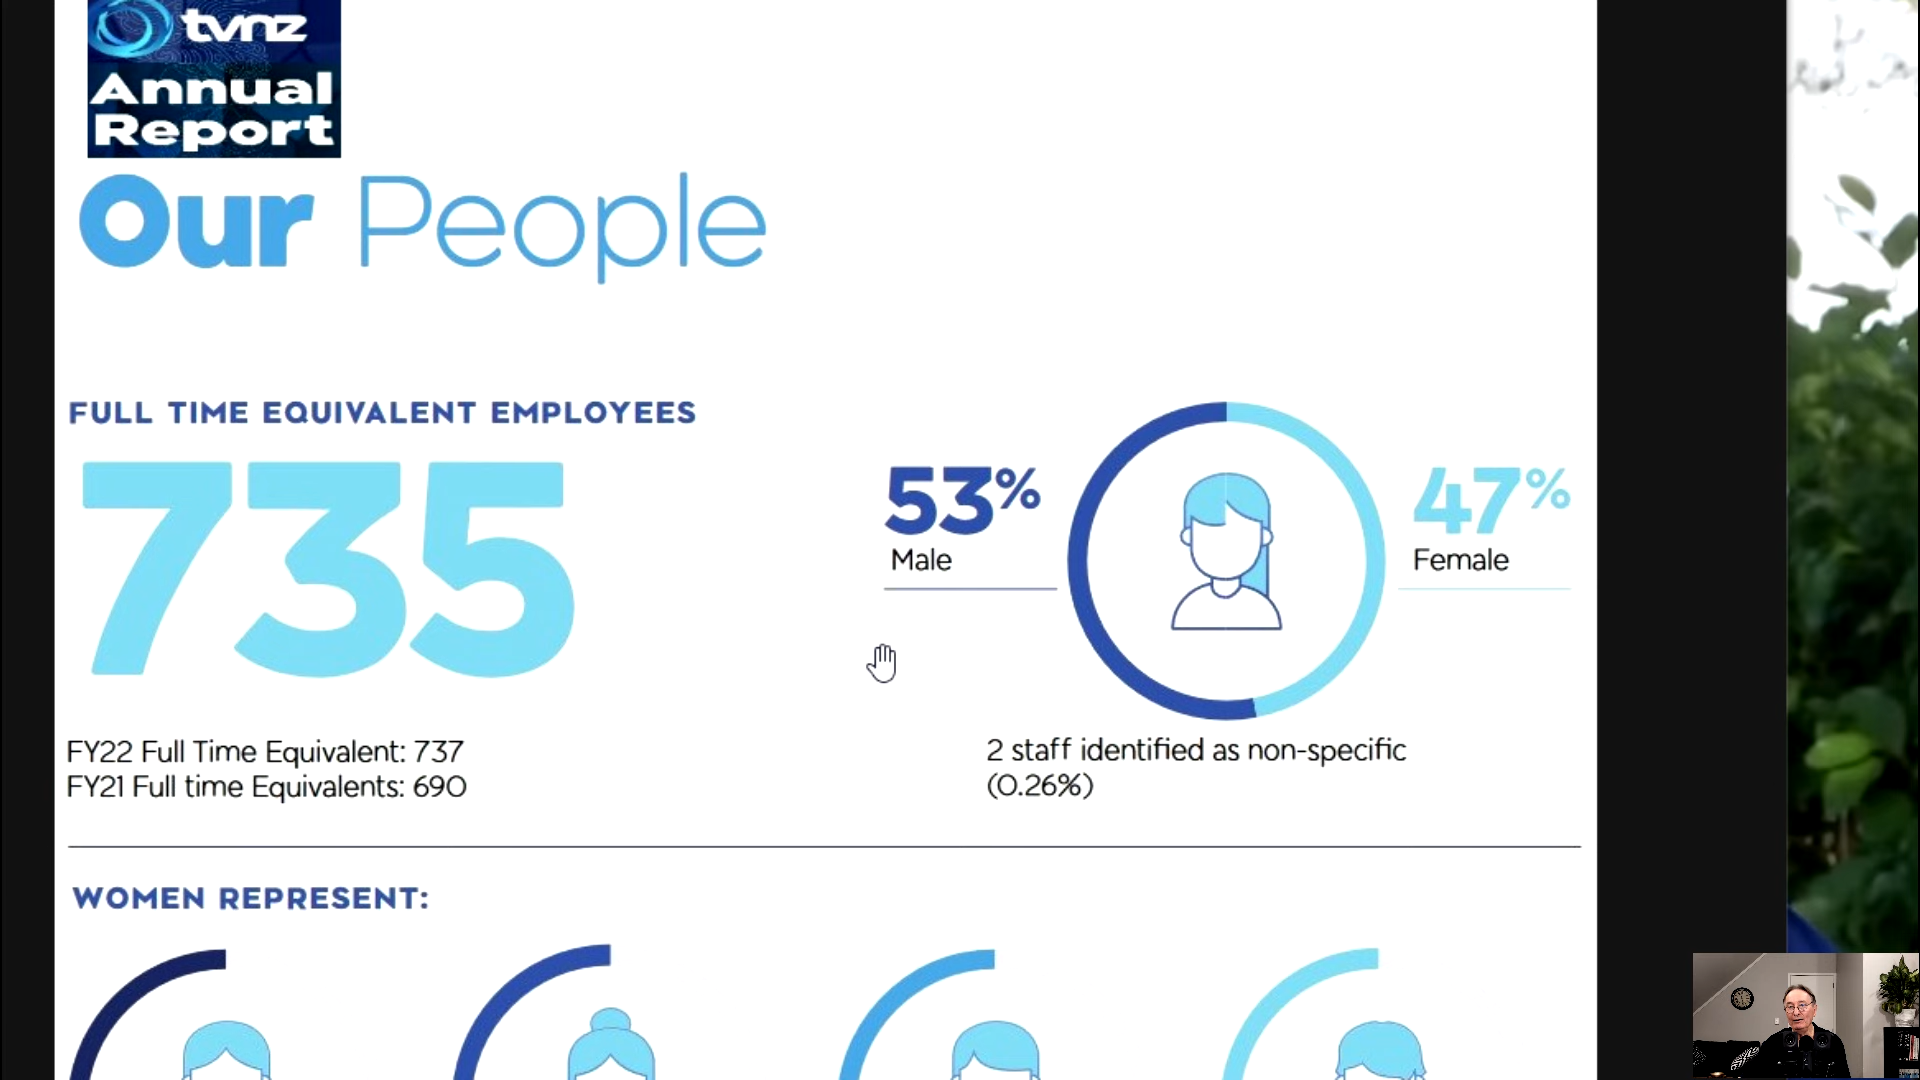 tvnz
Annual
Report
Our People
FULL TIME EQUIVALENT EMPLOYEES
735
53%
Male
47%
Female
FY22 Full Time Equivalent: 737
FY21 Full time Equivalents: 690
2 staff identified as non-specific
(0.26%)
WOMEN REPRESENT: